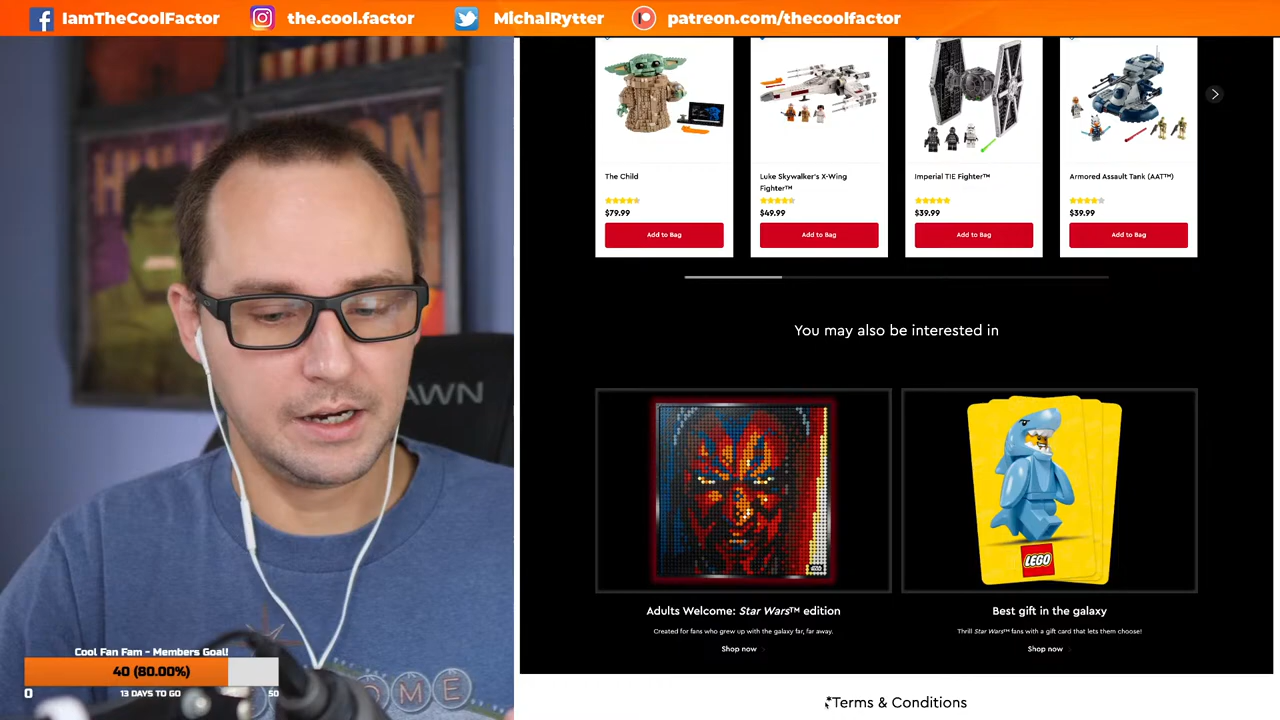 IamTheCoolFactor
the.cool.factor
MichalRytter
patreon.com/thecoolfactor
The Child
$79.99
Add to Bag
Luke Skywalker's X-Wing
Fighter™
$49.99
Add to Bag
Imperial TIE Fighter™
$39.99
Add to Bag
Armored Assault Tank (AAT™)
$39.99
Add to Bag
You may also be interested in
LEGO
Adults Welcome: Star Wars™ edition
Created for fans who grew up with the galaxy far, far away.
Shop now
Best gift in the galaxy
Thrill Star Wars™ fans with a gift card that lets them choose!
Shop now
*Terms & Conditions
AWN
OME
Cool Fan Fam - Members Goal!
40 (80.00%)
0
13 DAYS TO GO
50